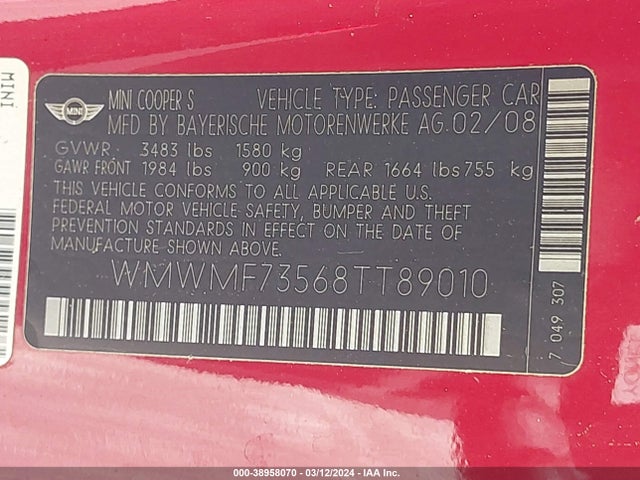 MINI
MINI
MINI COOPER S VEHICLE TYPE: PASSENGER CAR
MFD BY BAYERISCHE MOTORENWERKE AG 02/08
GVWR 3483 lbs 1580 kg
GAWR FRONT 1984 lbs 900 kg REAR 1664 lbs 755 kg
THIS VEHICLE CONFORMS TO ALL APPLICABLE U.S.
FEDERAL MOTOR VEHICLE SAFETY, BUMPER AND THEFT
PREVENTION STANDARDS IN EFFECT ON THE DATE
OF MANUFACTURE SHOWN ABOVE.
WMWMF73568TT89010
7 049 307
000-38958070 - 03/12/2024 - IAA Inc.